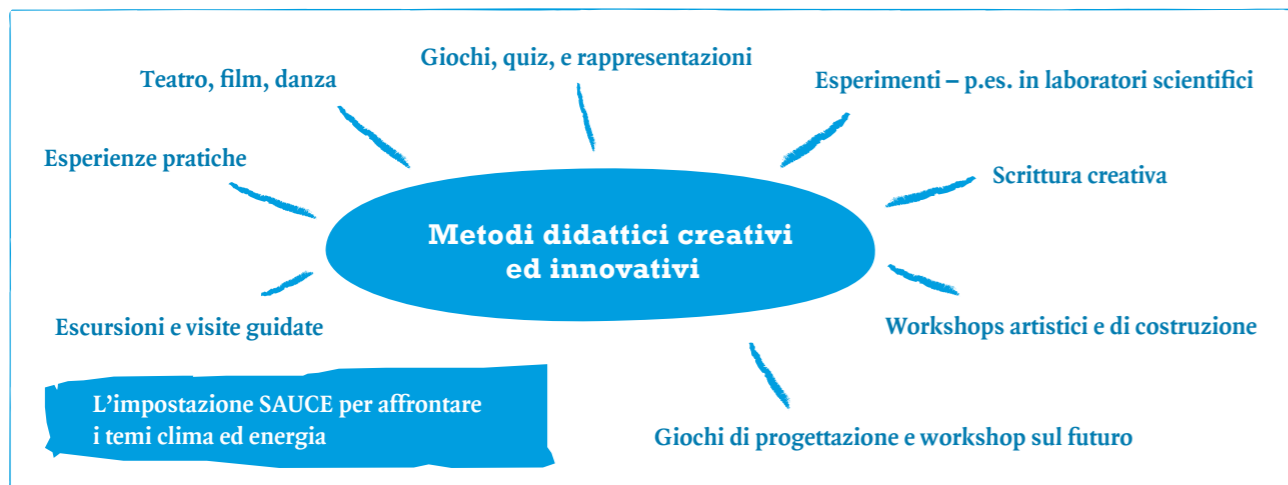 Giochi, quiz, e rappresentazioni
Teatro, film, danza
Esperimenti – p.es. in laboratori scientifici
Esperienze pratiche
Scrittura creativa
Metodi didattici creativi
ed innovativi
Escursioni e visite guidate
Workshops artistici e di costruzione
L’impostazione SAUCE per affrontare
i temi clima ed energia
Giochi di progettazione e workshop sul futuro